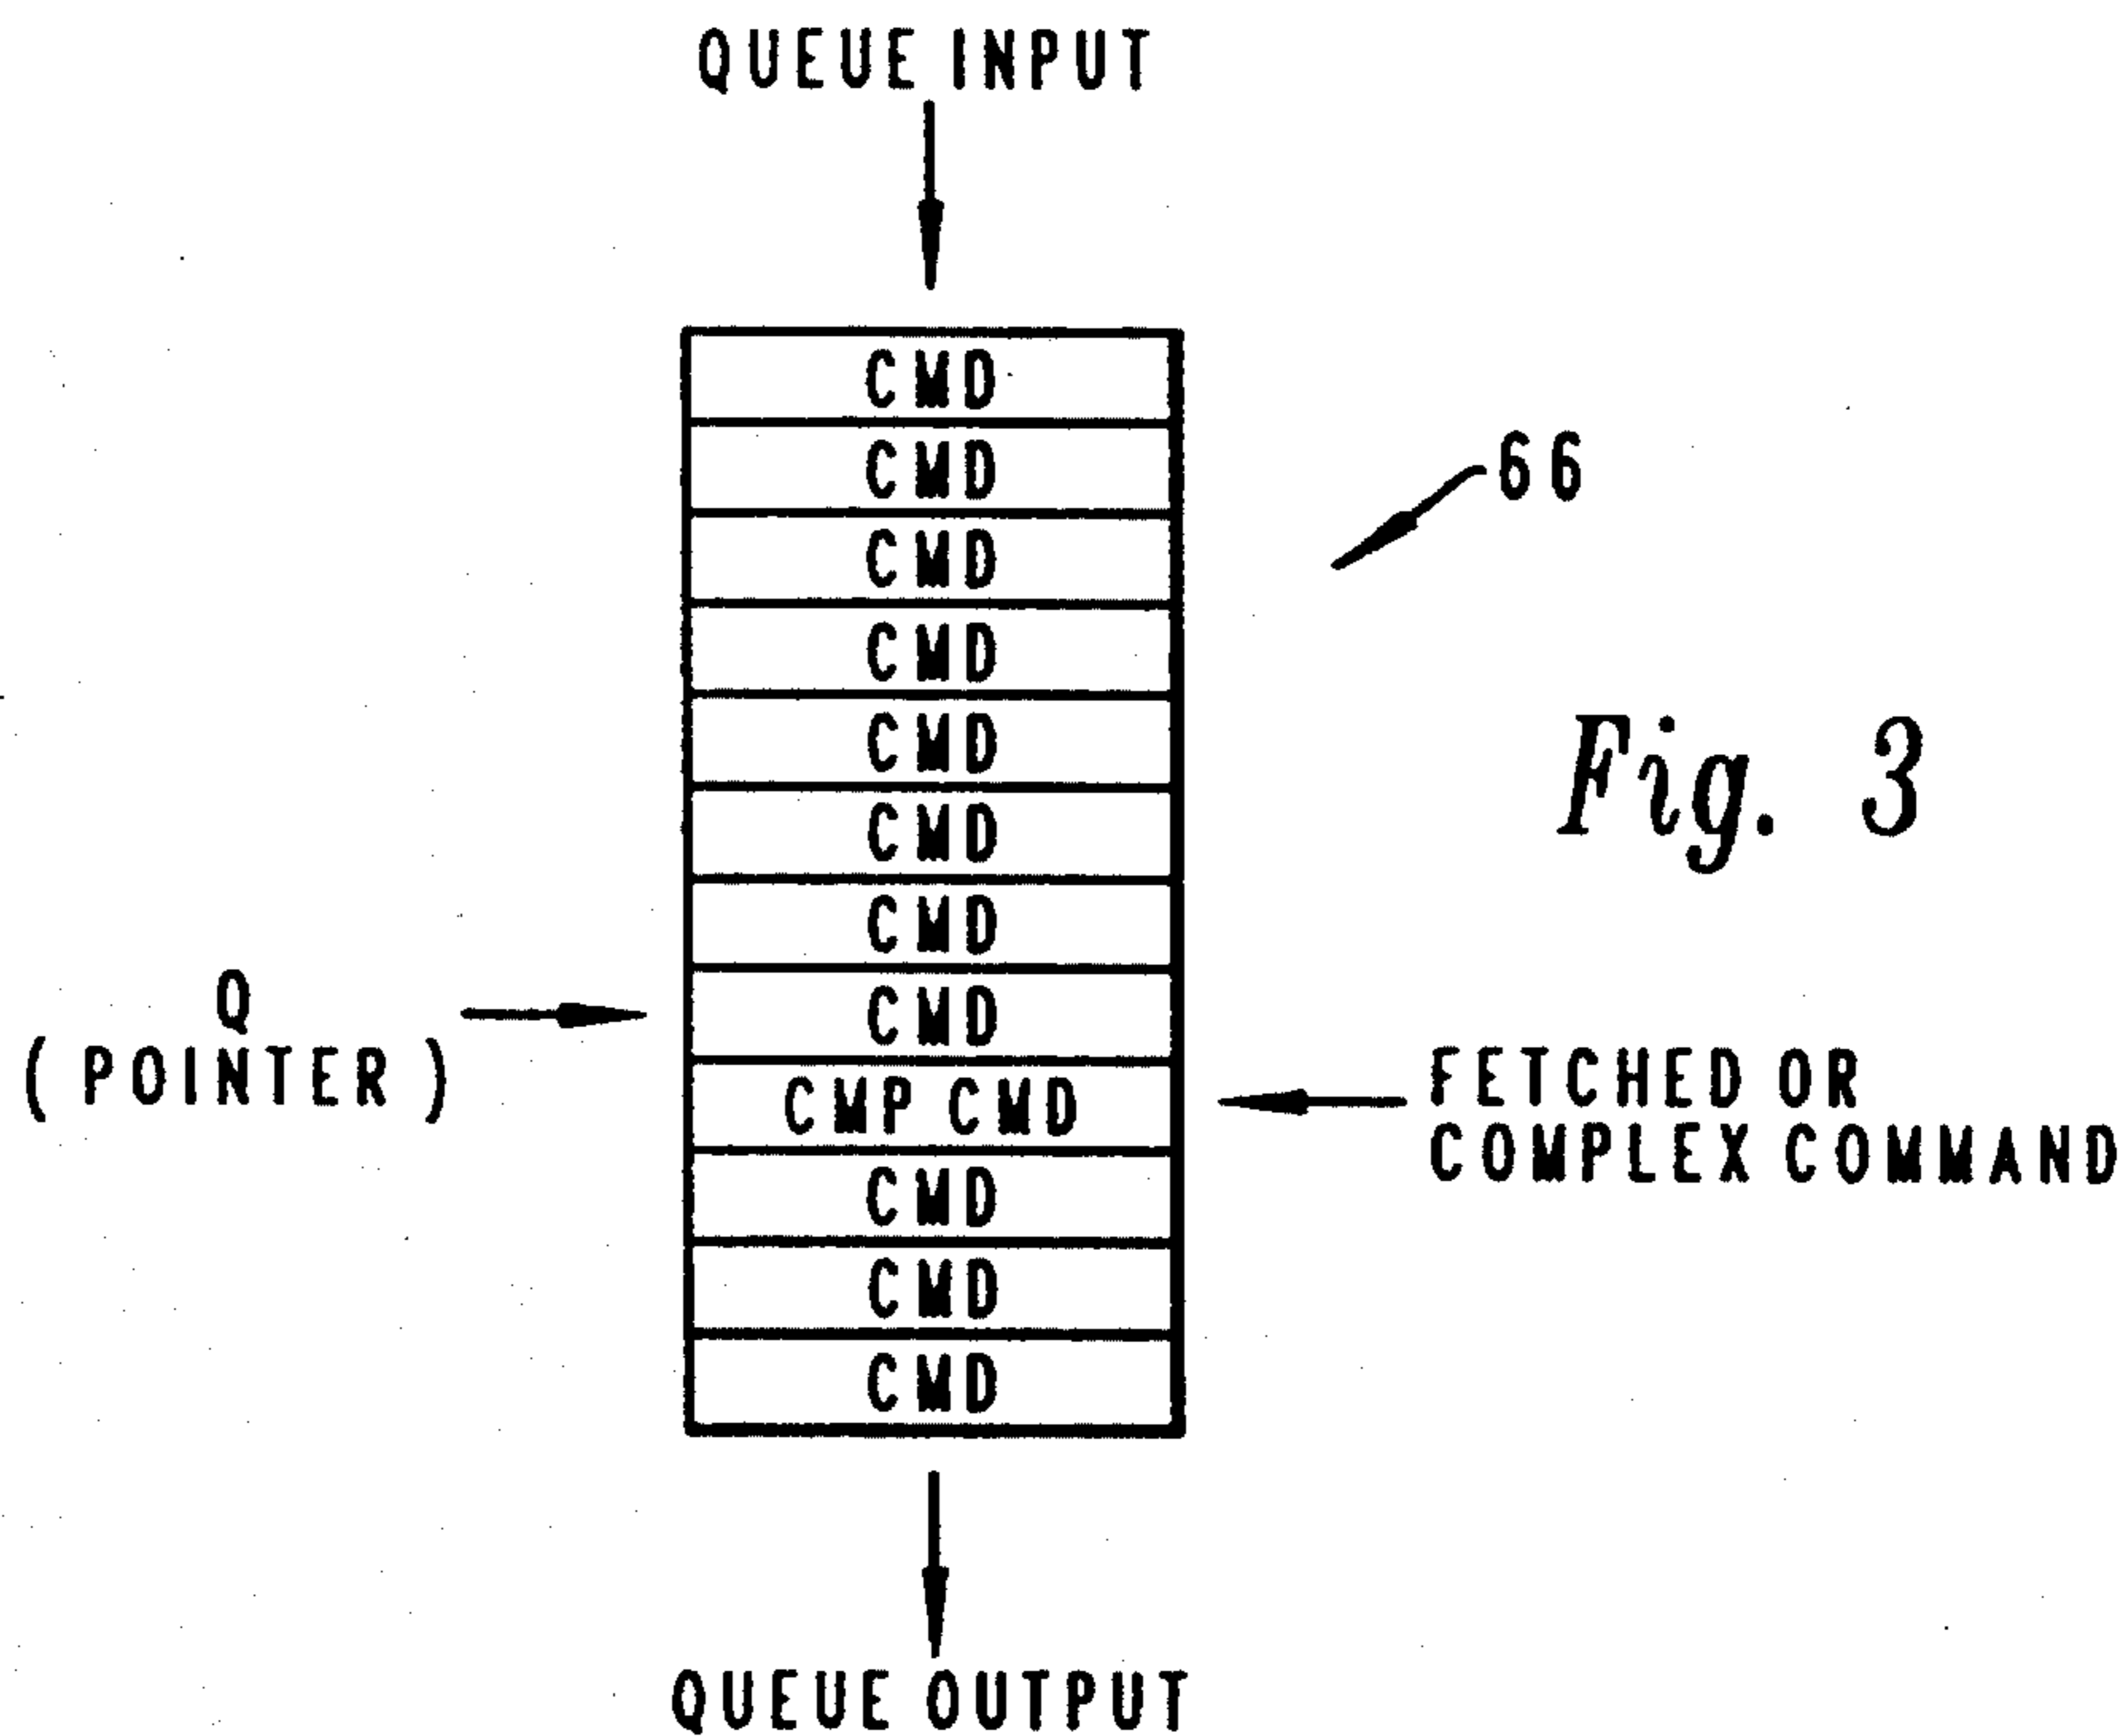 QUEUE INPUT
CMD
CMD
66
CMD
CMD
CMD
Fig. 3
CMD
CMD
Q
(POINTER)
CMD
CMP CMD
FETCHED OR
COMPLEX COMMAND
CMD
CMD
CMD
QUEUE OUTPUT